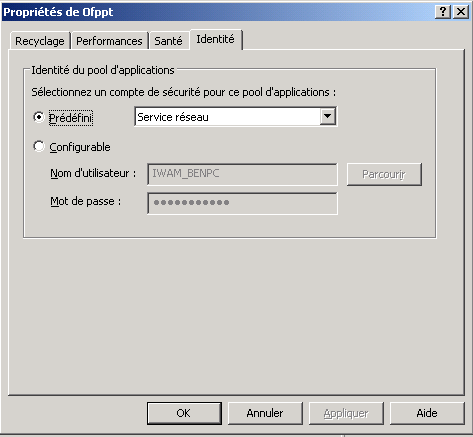 Propriétés de Ofppt
Recyclage Performances Santé Identité
Identité du pool d'applications
Sélectionnez un compte de sécurité pour ce pool d'applications :
Prédéfini Service réseau
Configurable
Nom d'utilisateur : IWAM_BENPC Parcourir
Mot de passe : ●●●●●●●●●●●
OK Annuler Appliquer Aide